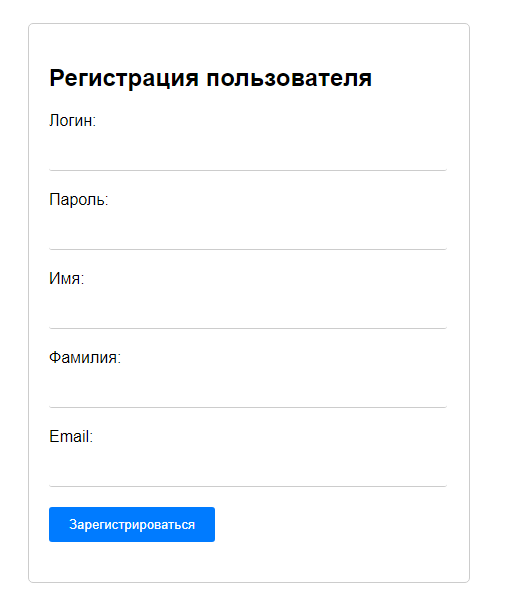 Регистрация пользователя
Логин:
Пароль:
Имя:
Фамилия:
Email:
Зарегистрироваться